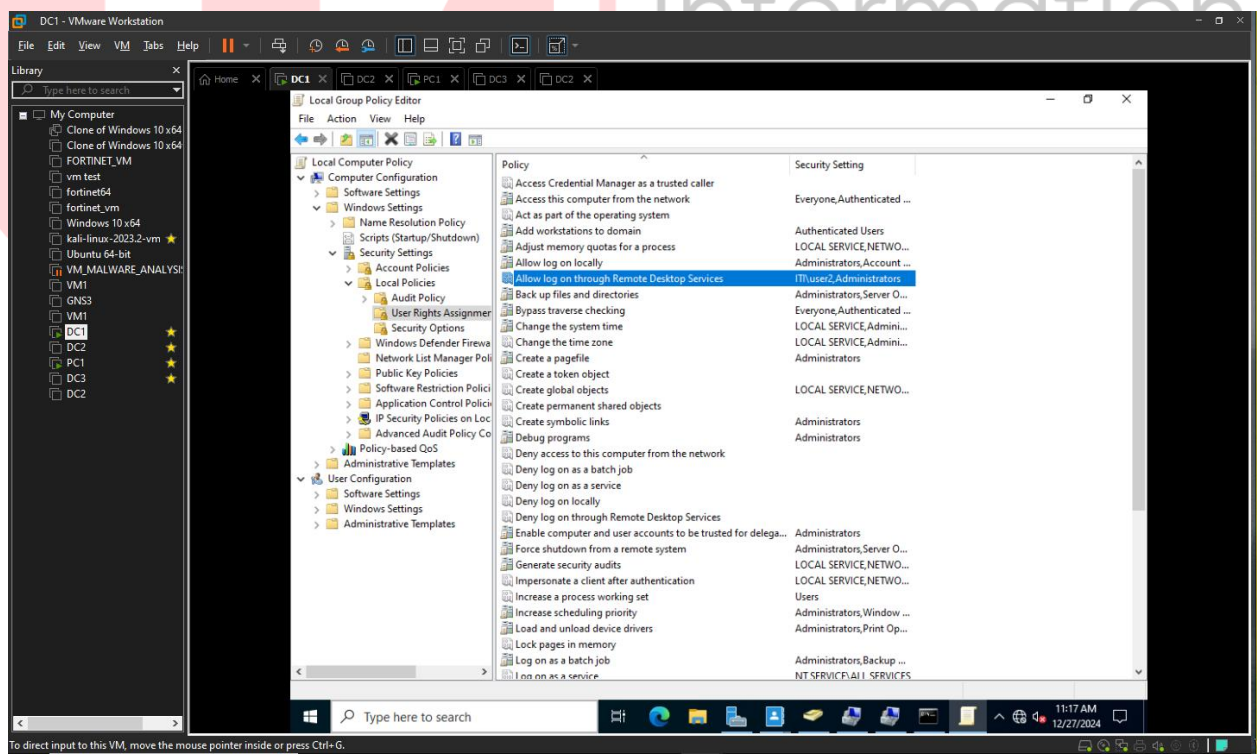 Information
DC1 - VMware Workstation
File Edit View VM Tabs Help
Library
Type here to search
Home DC1 DC2 PC1 DC3 DC2
My Computer
Clone of Windows 10 x64
Clone of Windows 10 x64
FORTINET_VM
vm test
fortinet64
fortinet_vm
Windows 10 x64
kali-linux-2023.2-vm
Ubuntu 64-bit
VM_MALWARE_ANALYSI
VM1
GNS3
VM1
DC1
DC2
PC1
DC3
DC2
Local Group Policy Editor
File Action View Help
Local Computer Policy
Computer Configuration
Software Settings
Windows Settings
Name Resolution Policy
Scripts (Startup/Shutdown)
Security Settings
Account Policies
Local Policies
Audit Policy
User Rights Assignmer
Security Options
Windows Defender Firewa
Network List Manager Poli
Public Key Policies
Software Restriction Polici
Application Control Polici
IP Security Policies on Loc
Advanced Audit Policy Co
Policy-based QoS
Administrative Templates
User Configuration
Software Settings
Windows Settings
Administrative Templates
Policy Security Setting
Access Credential Manager as a trusted caller
Access this computer from the network Everyone,Authenticated ...
Act as part of the operating system
Add workstations to domain Authenticated Users
Adjust memory quotas for a process LOCAL SERVICE,NETWO...
Allow log on locally Administrators,Account ...
Allow log on through Remote Desktop Services ITI\user2,Administrators
Back up files and directories Administrators,Server O...
Bypass traverse checking Everyone,Authenticated ...
Change the system time LOCAL SERVICE,Admini...
Change the time zone LOCAL SERVICE,Admini...
Create a pagefile Administrators
Create a token object
Create global objects LOCAL SERVICE,NETWO...
Create permanent shared objects
Create symbolic links Administrators
Debug programs Administrators
Deny access to this computer from the network
Deny log on as a batch job
Deny log on as a service
Deny log on locally
Deny log on through Remote Desktop Services
Enable computer and user accounts to be trusted for delega... Administrators
Force shutdown from a remote system Administrators,Server O...
Generate security audits LOCAL SERVICE,NETWO...
Impersonate a client after authentication LOCAL SERVICE,NETWO...
Increase a process working set Users
Increase scheduling priority Administrators,Window ...
Load and unload device drivers Administrators,Print Op...
Lock pages in memory
Log on as a batch job Administrators,Backup ...
Log on as a service NT SERVICE\ALL SERVICES
Type here to search
11:17 AM
12/27/2024
To direct input to this VM, move the mouse pointer inside or press Ctrl+G.